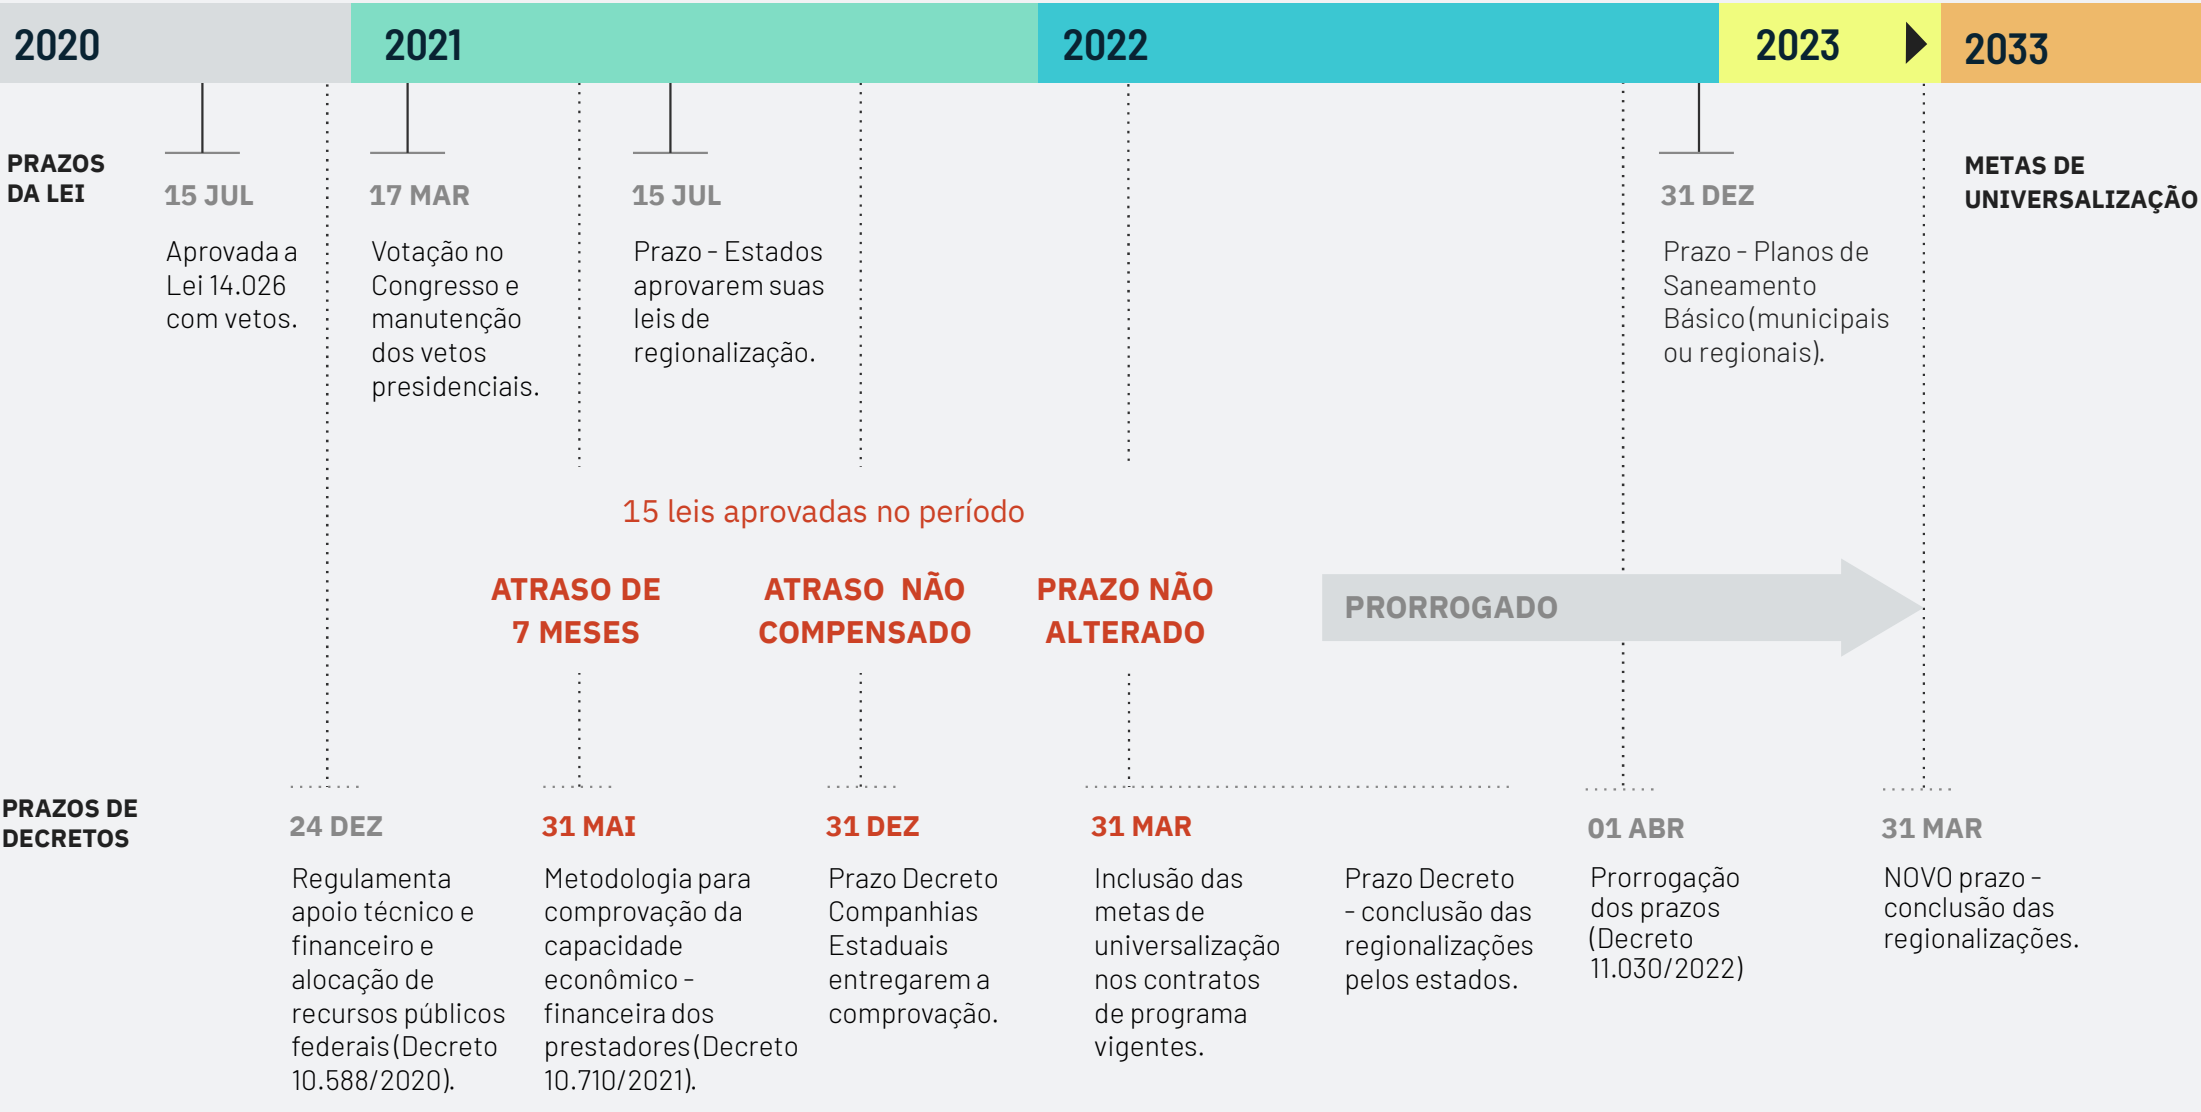 2020
2021
2022
2023
2033
PRAZOS
DA LEI
15 JUL
Aprovada a
Lei 14.026
com vetos.
17 MAR
Votação no
Congresso e
manutenção
dos vetos
presidenciais.
15 JUL
Prazo - Estados
aprovarem suas
leis de
regionalização.
31 DEZ
Prazo - Planos de
Saneamento
Básico (municipais
ou regionais).
METAS DE
UNIVERSALIZAÇÃO
15 leis aprovadas no período
ATRASO DE
7 MESES
ATRASO NÃO
COMPENSADO
PRAZO NÃO
ALTERADO
PRORROGADO
PRAZOS DE
DECRETOS
24 DEZ
Regulamenta
apoio técnico e
financeiro e
alocação de
recursos públicos
federais (Decreto
10.588/2020).
31 MAI
Metodologia para
comprovação da
capacidade
econômico -
financeira dos
prestadores (Decreto
10.710/2021).
31 DEZ
Prazo Decreto
Companhias
Estaduais
entregarem a
comprovação.
31 MAR
Inclusão das
metas de
universalização
nos contratos
de programa
vigentes.
Prazo Decreto
- conclusão das
regionalizações
pelos estados.
01 ABR
Prorrogação
dos prazos
(Decreto
11.030/2022)
31 MAR
NOVO prazo -
conclusão das
regionalizações.